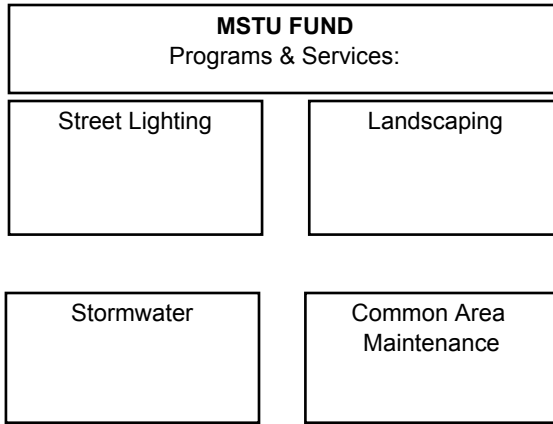 MSTU FUND
Programs & Services:
Street Lighting
Landscaping
Stormwater
Common Area
Maintenance